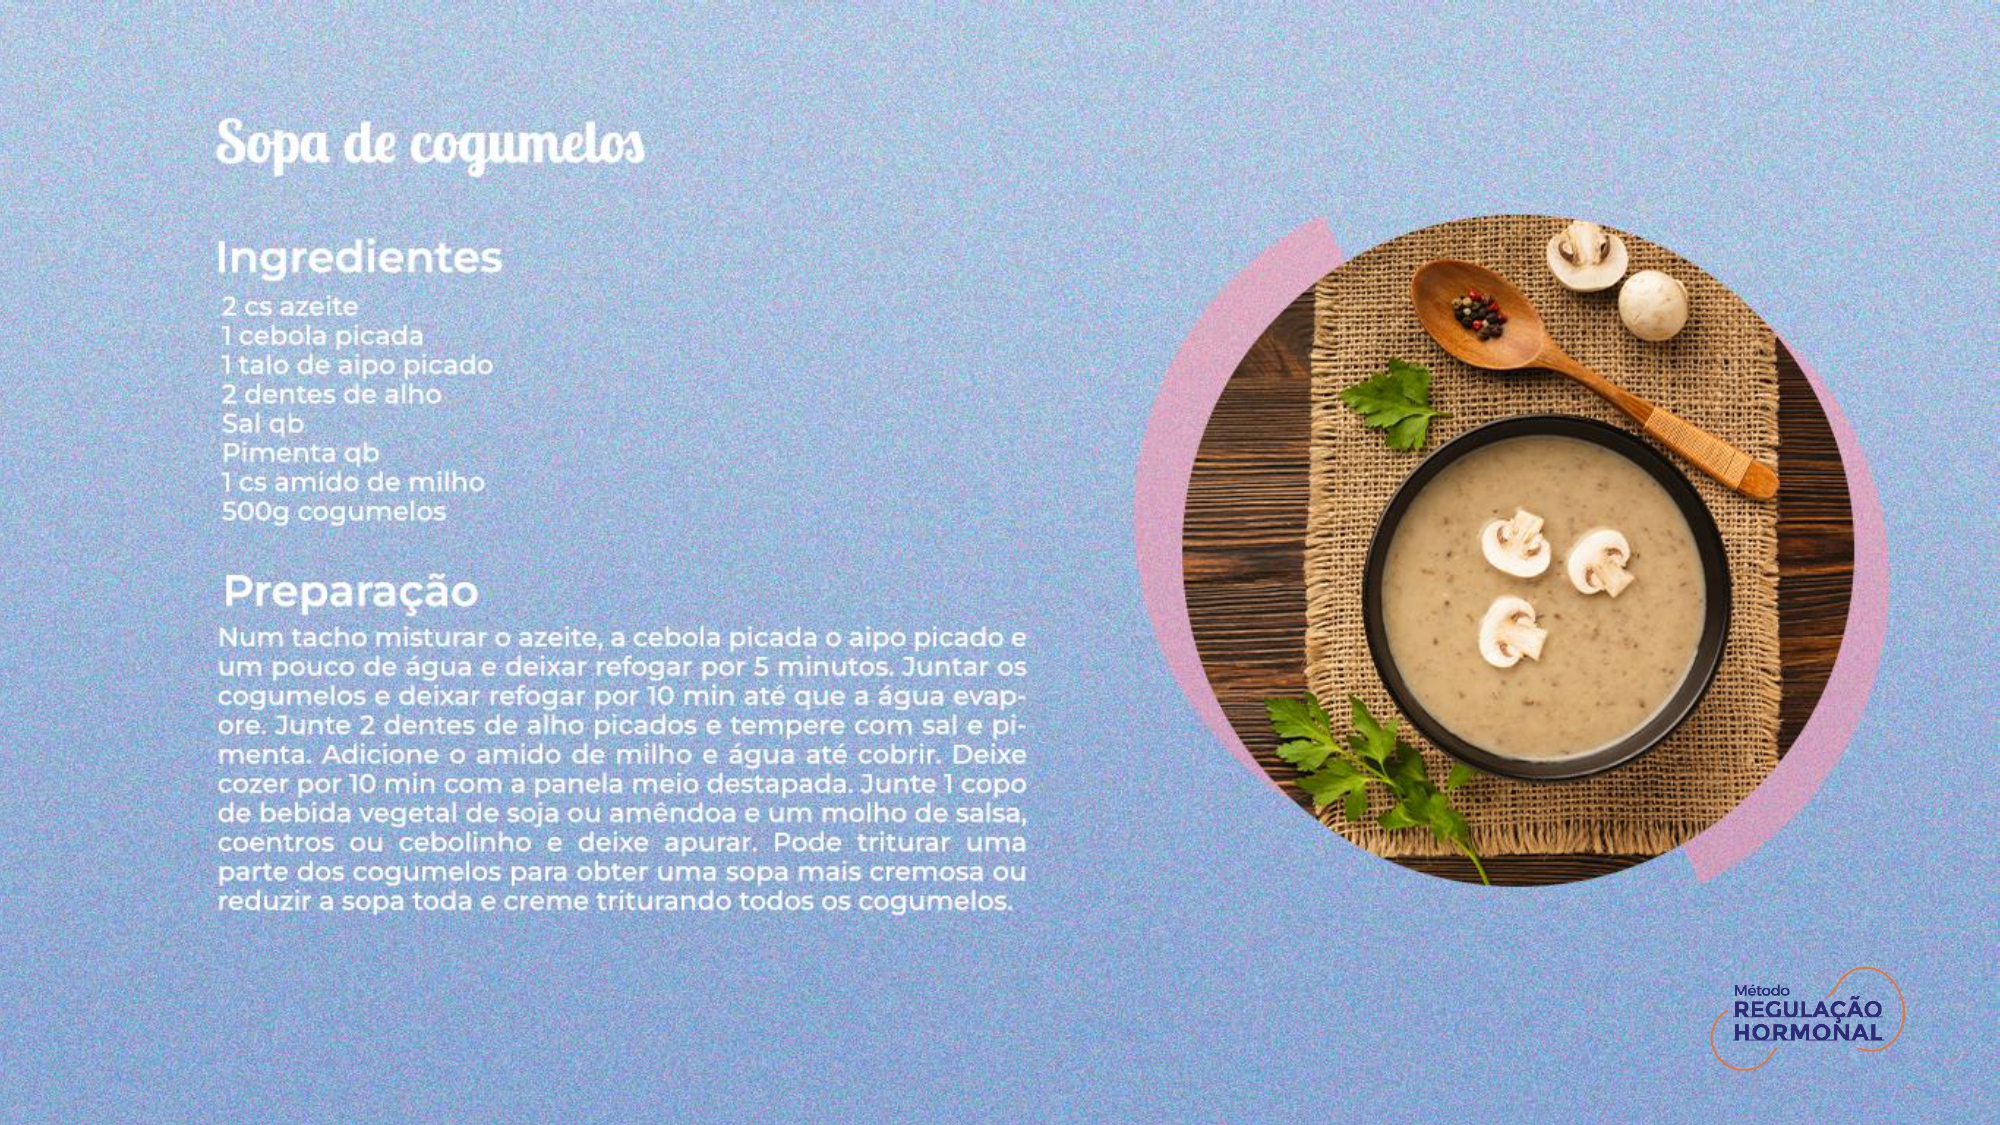 Sopa de cogumelos
Ingredientes
2 cs azeite
1 cebola picada
1 talo de aipo picado
2 dentes de alho
Sal qb
Pimenta qb
1 cs amido de milho
500g cogumelos
Preparação
Num tacho misturar o azeite, a cebola picada o aipo picado e
um pouco de água e deixar refogar por 5 minutos. Juntar os
cogumelos e deixar refogar por 10 min até que a água evap-
ore. Junte 2 dentes de alho picados e tempere com sal e pi-
menta. Adicione o amido de milho e água até cobrir. Deixe
cozer por 10 min com a panela meio destapada. Junte 1 copo
de bebida vegetal de soja ou amêndoa e um molho de salsa,
coentros ou cebolinho e deixe apurar. Pode triturar uma
parte dos cogumelos para obter uma sopa mais cremosa ou
reduzir a sopa toda e creme triturando todos os cogumelos.
Método
REGULAÇÃO
HORMONAL